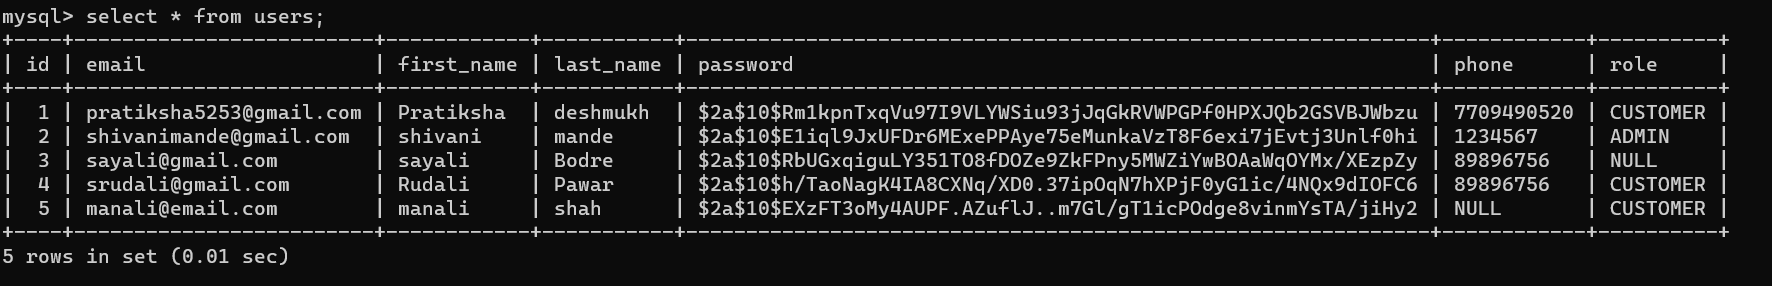 mysql> select * from users;
+----+-------------------------+------------+-----------+--------------------------------------------------------------+------------+----------+
| id | email                   | first_name | last_name | password                                                     | phone      | role     |
+----+-------------------------+------------+-----------+--------------------------------------------------------------+------------+----------+
|  1 | pratiksha5253@gmail.com | Pratiksha  | deshmukh  | $2a$10$Rm1kpnTxqVu97I9VLYWSiu93jJqGkRVWPGPf0HPXJQb2GSVBJWbzu | 7709490520 | CUSTOMER |
|  2 | shivanimande@gmail.com  | shivani    | mande     | $2a$10$E1iql9JxUFDr6MExePPAye75eMunkaVzT8F6exi7jEvtj3Unlf0hi | 1234567    | ADMIN    |
|  3 | sayali@gmail.com        | sayali     | Bodre     | $2a$10$RbUGxqiguLY351TO8fDOZe9ZkFPny5MWZiYwBOAaWqOYMx/XEzpZy | 89896756   | NULL     |
|  4 | srudali@gmail.com       | Rudali     | Pawar     | $2a$10$h/TaoNagK4IA8CXNq/XD0.37ipOqN7hXPjF0yG1ic/4NQx9dIOFC6 | 89896756   | CUSTOMER |
|  5 | manali@email.com        | manali     | shah      | $2a$10$EXzFT3oMy4AUPF.AZuflJ..m7Gl/gT1icPOdge8vinmYsTA/jiHy2 | NULL       | CUSTOMER |
+----+-------------------------+------------+-----------+--------------------------------------------------------------+------------+----------+
5 rows in set (0.01 sec)